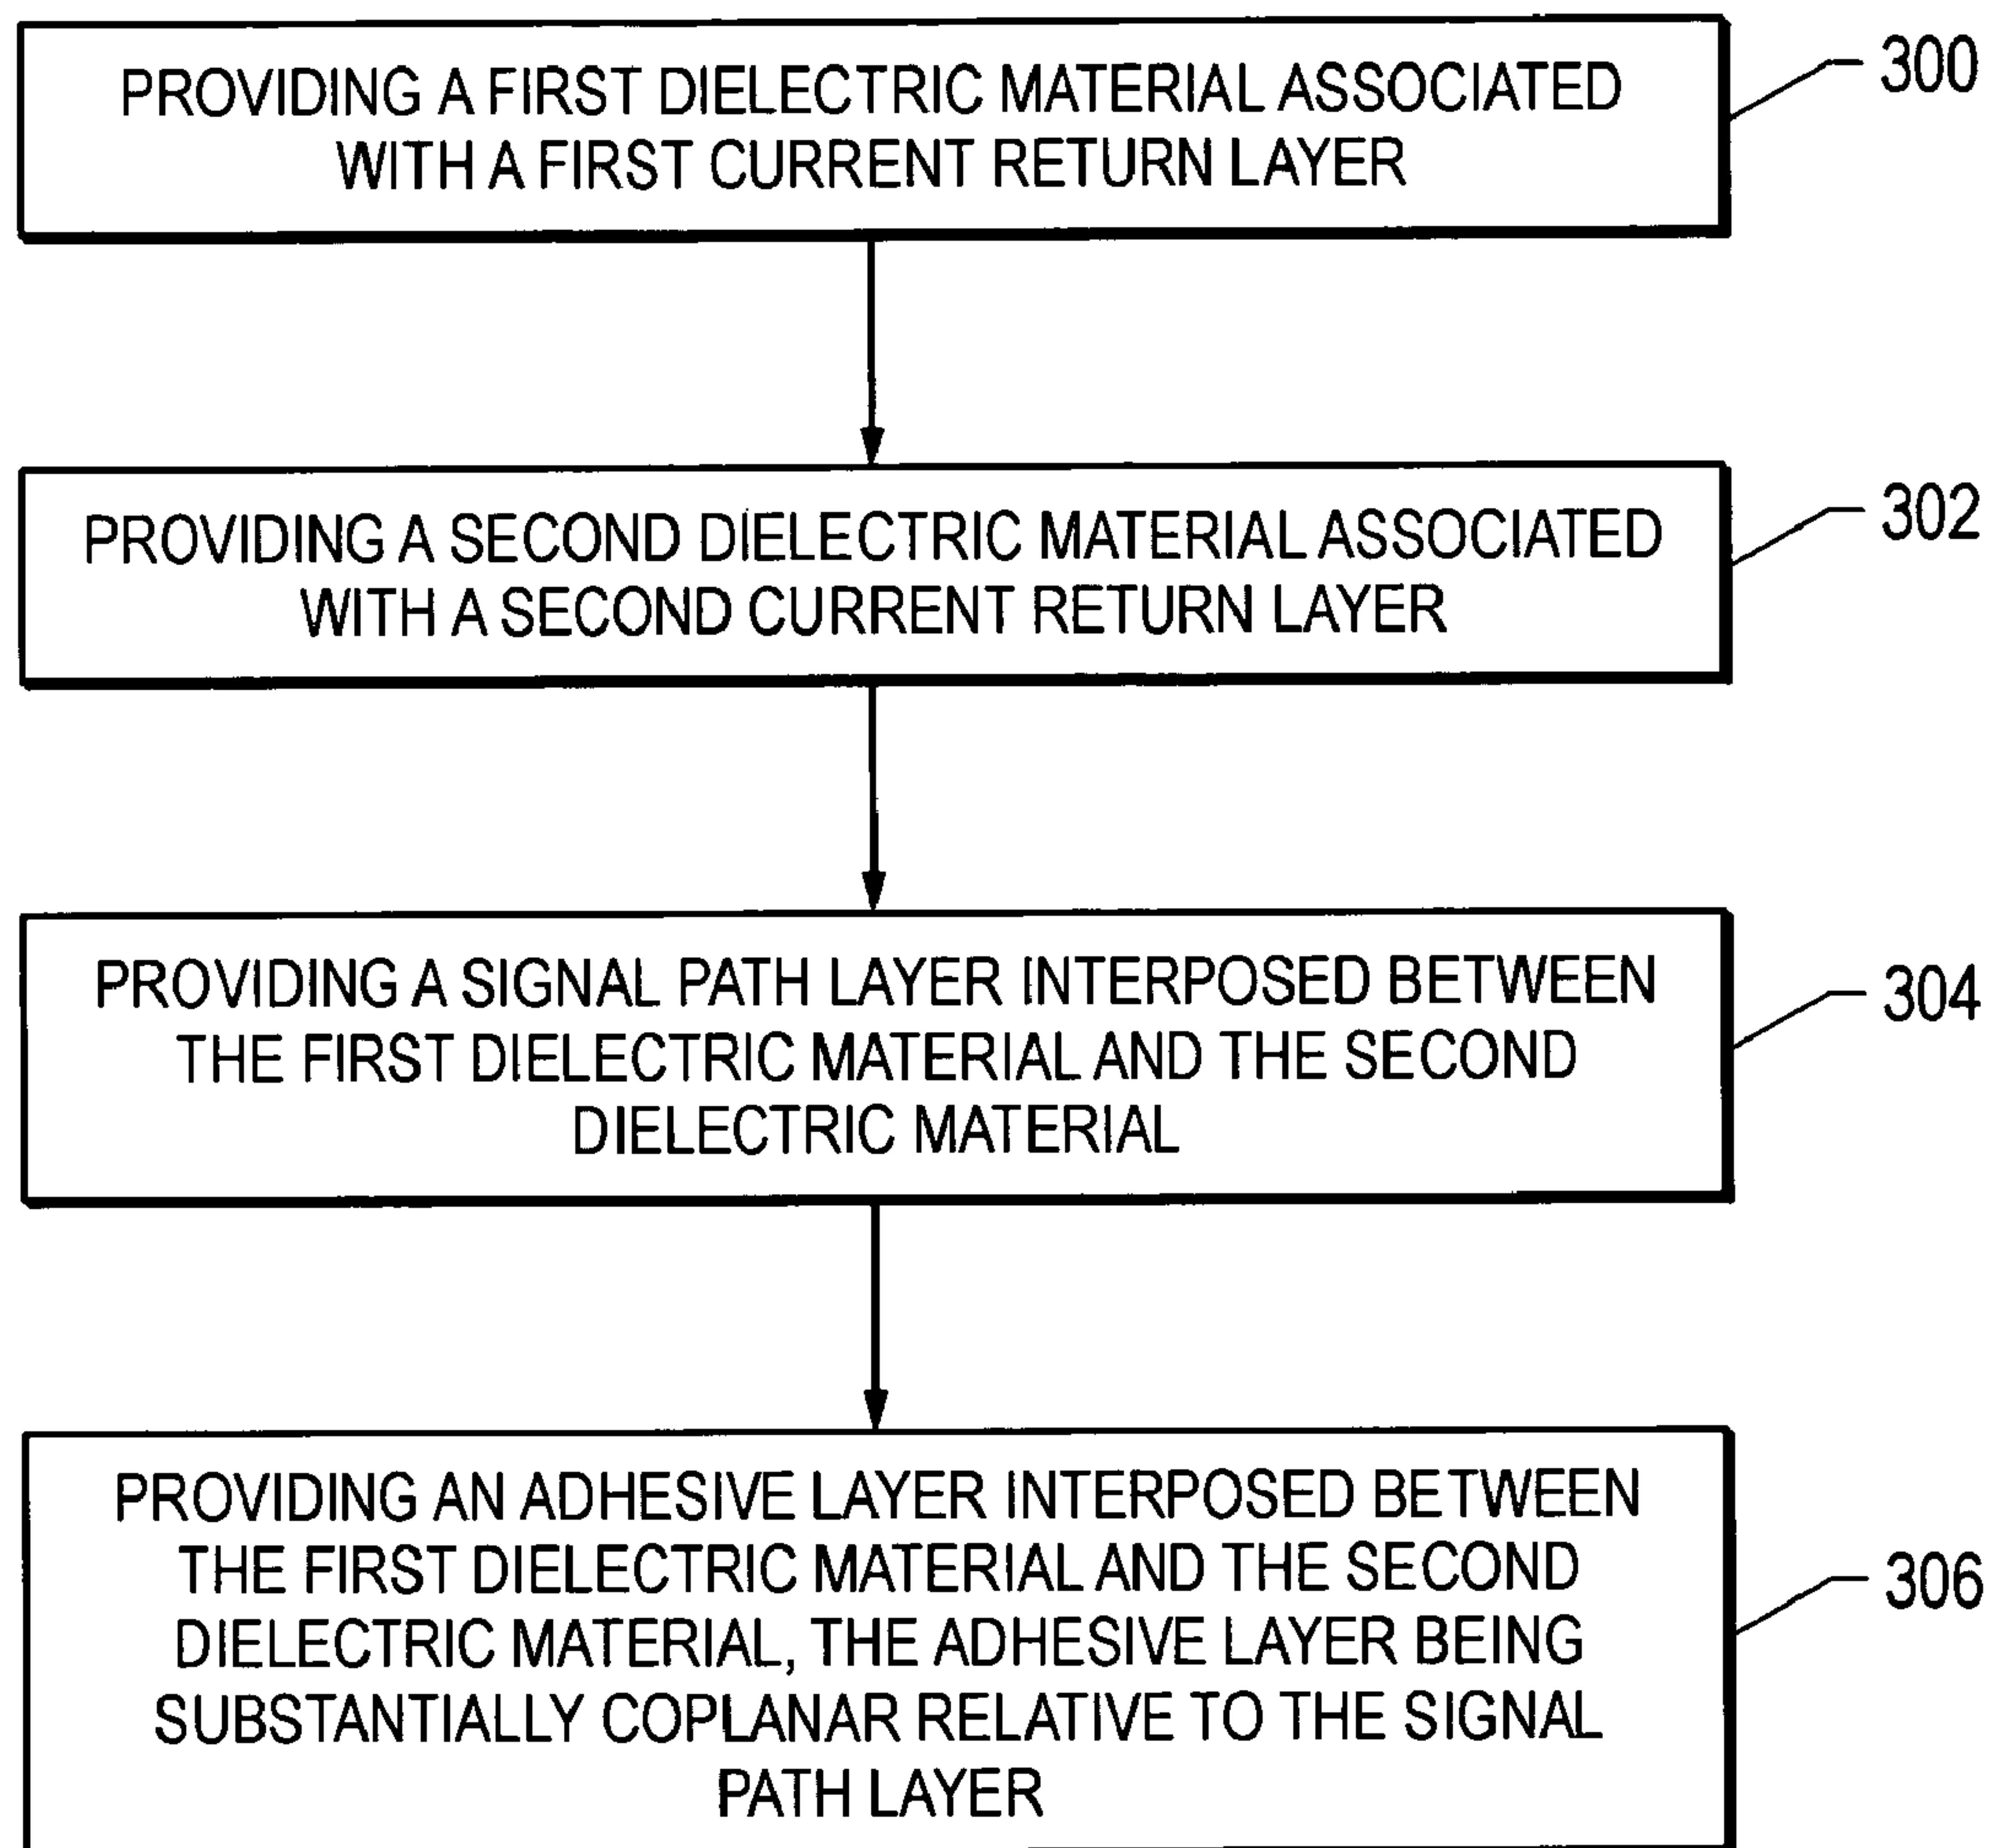 PROVIDING A FIRST DIELECTRIC MATERIAL ASSOCIATED
WITH A FIRST CURRENT RETURN LAYER
300
PROVIDING A SECOND DIELECTRIC MATERIAL ASSOCIATED
WITH A SECOND CURRENT RETURN LAYER
302
PROVIDING A SIGNAL PATH LAYER INTERPOSED BETWEEN
THE FIRST DIELECTRIC MATERIAL AND THE SECOND
DIELECTRIC MATERIAL
304
PROVIDING AN ADHESIVE LAYER INTERPOSED BETWEEN
THE FIRST DIELECTRIC MATERIAL AND THE SECOND
DIELECTRIC MATERIAL, THE ADHESIVE LAYER BEING
SUBSTANTIALLY COPLANAR RELATIVE TO THE SIGNAL
PATH LAYER
306